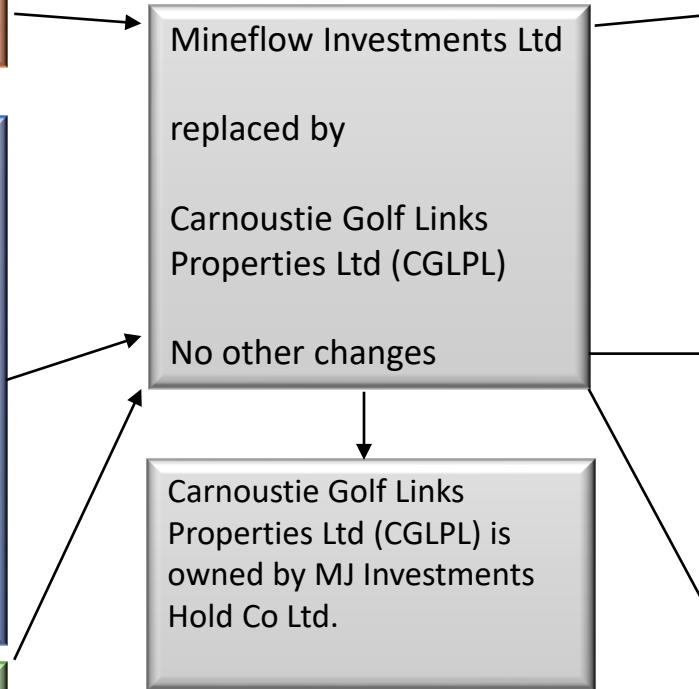 Mineflow Investments Ltd
replaced by
Carnoustie Golf Links
Properties Ltd (CGLPL)
No other changes
Carnoustie Golf Links
Properties Ltd (CGLPL) is
owned by MJ Investments
Hold Co Ltd.